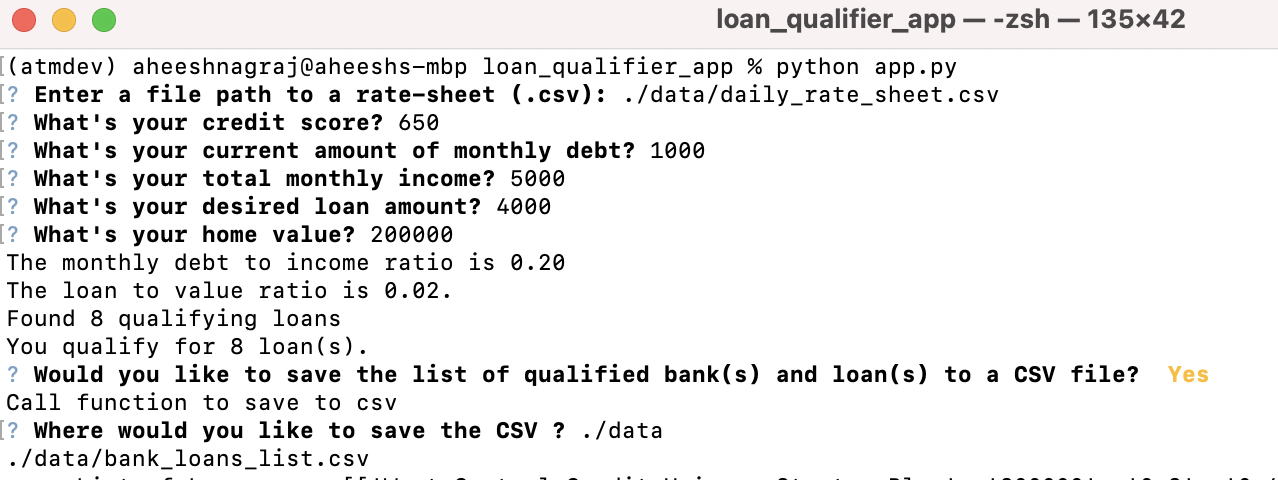 loan_qualifier_app — -zsh — 135×42
(atmdev) aheeshnagraj@aheeshs-mbp loan_qualifier_app % python app.py
? Enter a file path to a rate-sheet (.csv): ./data/daily_rate_sheet.csv
? What's your credit score? 650
? What's your current amount of monthly debt? 1000
? What's your total monthly income? 5000
? What's your desired loan amount? 4000
? What's your home value? 200000
The monthly debt to income ratio is 0.20
The loan to value ratio is 0.02.
Found 8 qualifying loans
You qualify for 8 loan(s).
? Would you like to save the list of qualified bank(s) and loan(s) to a CSV file?  Yes
Call function to save to csv
? Where would you like to save the CSV ? ./data
./data/bank_loans_list.csv